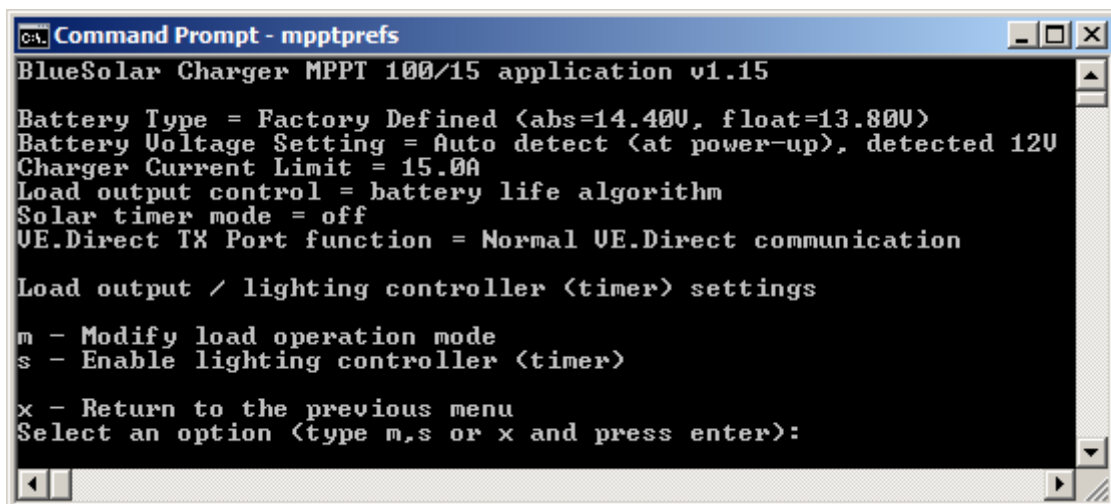 Command Prompt - mpptprefs
BlueSolar Charger MPPT 100/15 application v1.15
Battery Type = Factory Defined (abs=14.40V, float=13.80V)
Battery Voltage Setting = Auto detect (at power-up), detected 12V
Charger Current Limit = 15.0A
Load output control = battery life algorithm
Solar timer mode = off
VE.Direct TX Port function = Normal VE.Direct communication
Load output / lighting controller (timer) settings
m - Modify load operation mode
s - Enable lighting controller (timer)
x - Return to the previous menu
Select an option (type m,s or x and press enter):